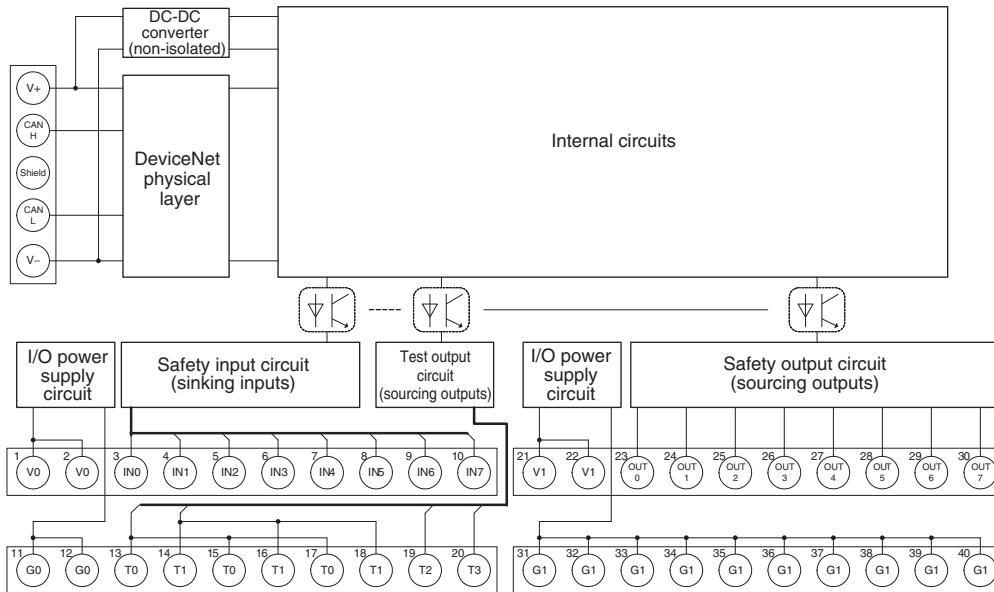 DC-DC
converter
(non-isolated)
V+
CAN
H
Shield
CAN
L
V–
DeviceNet
physical
layer
Internal circuits
I/O power
supply
circuit
Safety input circuit
(sinking inputs)
Test output
circuit
(sourcing outputs)
I/O power
supply
circuit
Safety output circuit
(sourcing outputs)
1 2 3 4 5 6 7 8 9 10
V0 V0 IN0 IN1 IN2 IN3 IN4 IN5 IN6 IN7
21 22 23 24 25 26 27 28 29 30
V1 V1 OUT OUT OUT OUT OUT OUT OUT OUT
0 1 2 3 4 5 6 7
11 12 13 14 15 16 17 18 19 20
G0 G0 T0 T1 T0 T1 T0 T1 T2 T3
31 32 33 34 35 36 37 38 39 40
G1 G1 G1 G1 G1 G1 G1 G1 G1 G1